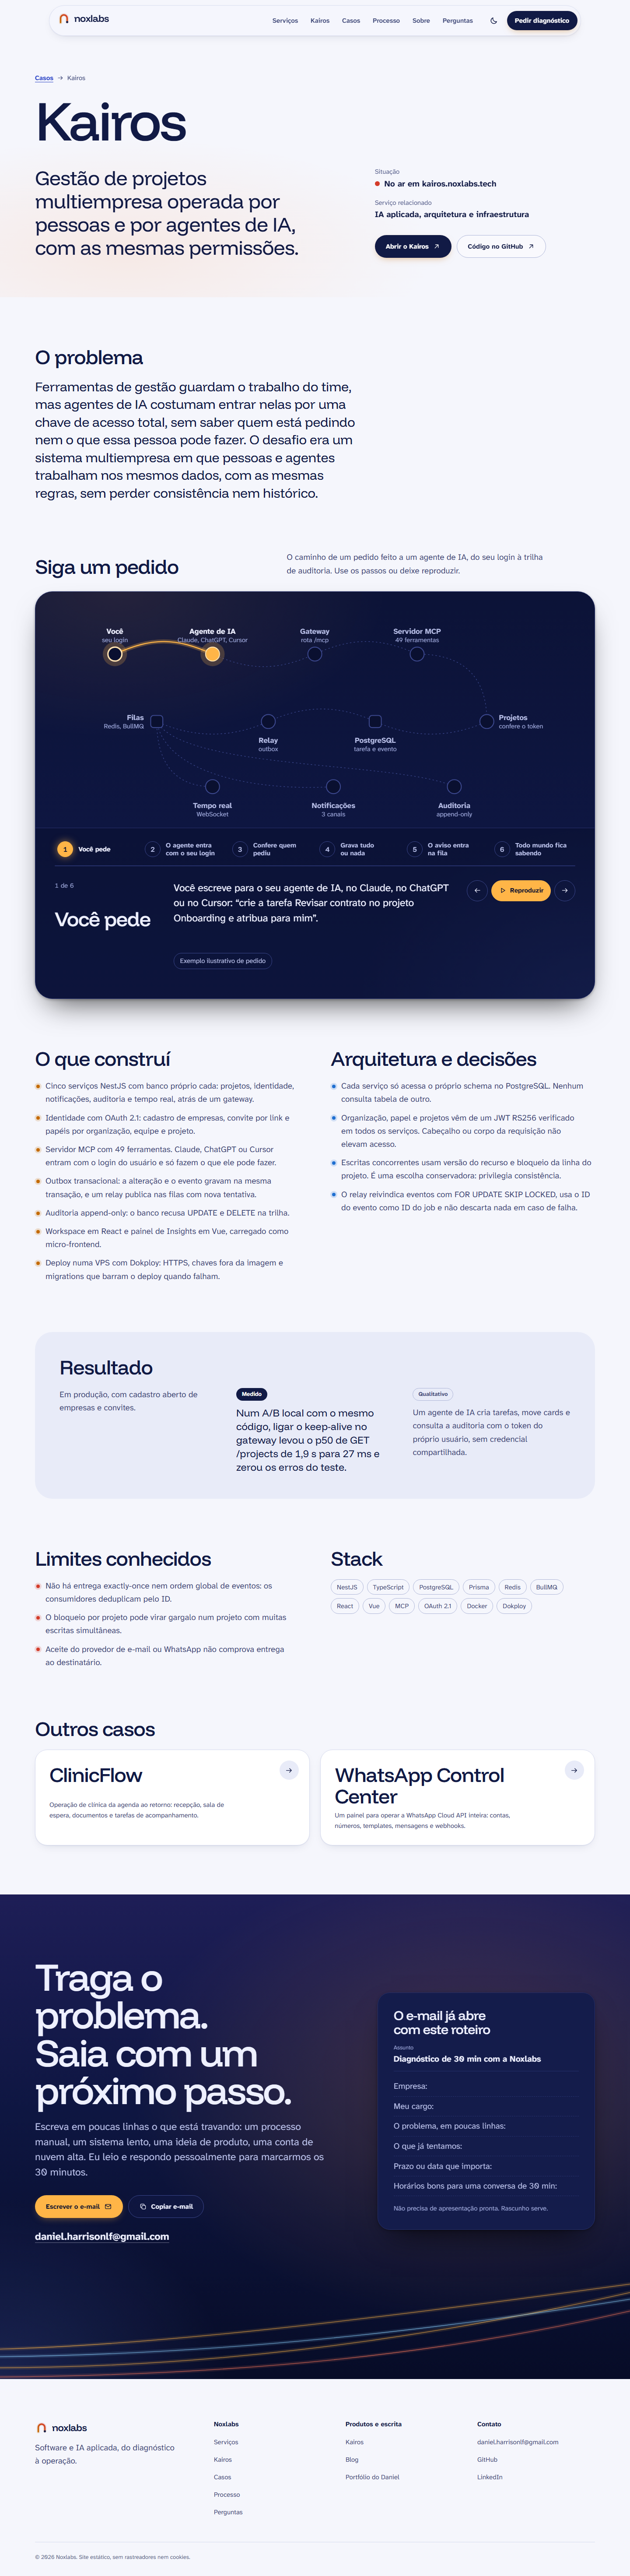 noxlabs
Serviços
Kairos
Casos
Processo
Sobre
Perguntas
Pedir diagnóstico
Casos → Kairos
Kairos
Gestão de projetos
multiempresa operada por
pessoas e por agentes de IA,
com as mesmas permissões.
Situação
No ar em kairos.noxlabs.tech
Serviço relacionado
IA aplicada, arquitetura e infraestrutura
Abrir o Kairos
Código no GitHub
O problema
Ferramentas de gestão guardam o trabalho do time,
mas agentes de IA costumam entrar nelas por uma
chave de acesso total, sem saber quem está pedindo
nem o que essa pessoa pode fazer. O desafio era um
sistema multiempresa em que pessoas e agentes
trabalham nos mesmos dados, com as mesmas
regras, sem perder consistência nem histórico.
Siga um pedido
O caminho de um pedido feito a um agente de IA, do seu login à trilha
de auditoria. Use os passos ou deixe reproduzir.
Você
seu login
Agente de IA
Claude, ChatGPT, Cursor
Gateway
rota /mcp
Servidor MCP
49 ferramentas
Filas
Redis, BullMQ
Relay
outbox
PostgreSQL
tarefa e evento
Projetos
confere o token
Tempo real
WebSocket
Notificações
3 canais
Auditoria
append-only
1 Você pede
2 O agente entra
com o seu login
3 Confere quem
pediu
4 Grava tudo
ou nada
5 O aviso entra
na fila
6 Todo mundo fica
sabendo
1 de 6
Você pede
Você escreve para o seu agente de IA, no Claude, no ChatGPT
ou no Cursor: “crie a tarefa Revisar contrato no projeto
Onboarding e atribua para mim”.
Exemplo ilustrativo de pedido
Reproduzir
O que construí
Cinco serviços NestJS com banco próprio cada: projetos, identidade,
notificações, auditoria e tempo real, atrás de um gateway.
Identidade com OAuth 2.1: cadastro de empresas, convite por link e
papéis por organização, equipe e projeto.
Servidor MCP com 49 ferramentas. Claude, ChatGPT ou Cursor
entram com o login do usuário e só fazem o que ele pode fazer.
Outbox transacional: a alteração e o evento gravam na mesma
transação, e um relay publica nas filas com nova tentativa.
Auditoria append-only: o banco recusa UPDATE e DELETE na trilha.
Workspace em React e painel de Insights em Vue, carregado como
micro-frontend.
Deploy numa VPS com Dokploy: HTTPS, chaves fora da imagem e
migrations que barram o deploy quando falham.
Arquitetura e decisões
Cada serviço só acessa o próprio schema no PostgreSQL. Nenhum
consulta tabela de outro.
Organização, papel e projetos vêm de um JWT RS256 verificado
em todos os serviços. Cabeçalho ou corpo da requisição não
elevam acesso.
Escritas concorrentes usam versão do recurso e bloqueio da linha do
projeto. É uma escolha conservadora: privilegia consistência.
O relay reivindica eventos com FOR UPDATE SKIP LOCKED, usa o ID
do evento como ID do job e não descarta nada em caso de falha.
Resultado
Em produção, com cadastro aberto de
empresas e convites.
Medido
Num A/B local com o mesmo
código, ligar o keep-alive no
gateway levou o p50 de GET
/projects de 1,9 s para 27 ms e
zerou os erros do teste.
Qualitativo
Um agente de IA cria tarefas, move cards e
consulta a auditoria com o token do
próprio usuário, sem credencial
compartilhada.
Limites conhecidos
Não há entrega exactly-once nem ordem global de eventos: os
consumidores deduplicam pelo ID.
O bloqueio por projeto pode virar gargalo num projeto com muitas
escritas simultâneas.
Aceite do provedor de e-mail ou WhatsApp não comprova entrega
ao destinatário.
Stack
NestJS
TypeScript
PostgreSQL
Prisma
Redis
BullMQ
React
Vue
MCP
OAuth 2.1
Docker
Dokploy
Outros casos
ClinicFlow
Operação de clínica da agenda ao retorno: recepção, sala de
espera, documentos e tarefas de acompanhamento.
WhatsApp Control
Center
Um painel para operar a WhatsApp Cloud API inteira: contas,
números, templates, mensagens e webhooks.
Traga o
problema.
Saia com um
próximo passo.
Escreva em poucas linhas o que está travando: um processo
manual, um sistema lento, uma ideia de produto, uma conta de
nuvem alta. Eu leio e respondo pessoalmente para marcarmos os
30 minutos.
Escrever o e-mail
Copiar e-mail
daniel.harrisonlf@gmail.com
O e-mail já abre
com este roteiro
Assunto
Diagnóstico de 30 min com a Noxlabs
Empresa:
Meu cargo:
O problema, em poucas linhas:
O que já tentamos:
Prazo ou data que importa:
Horários bons para uma conversa de 30 min:
Não precisa de apresentação pronta. Rascunho serve.
noxlabs
Software e IA aplicada, do diagnóstico
à operação.
Noxlabs
Serviços
Kairos
Casos
Processo
Perguntas
Produtos e escrita
Kairos
Blog
Portfólio do Daniel
Contato
daniel.harrisonlf@gmail.com
GitHub
LinkedIn
© 2026 Noxlabs. Site estático, sem rastreadores nem cookies.